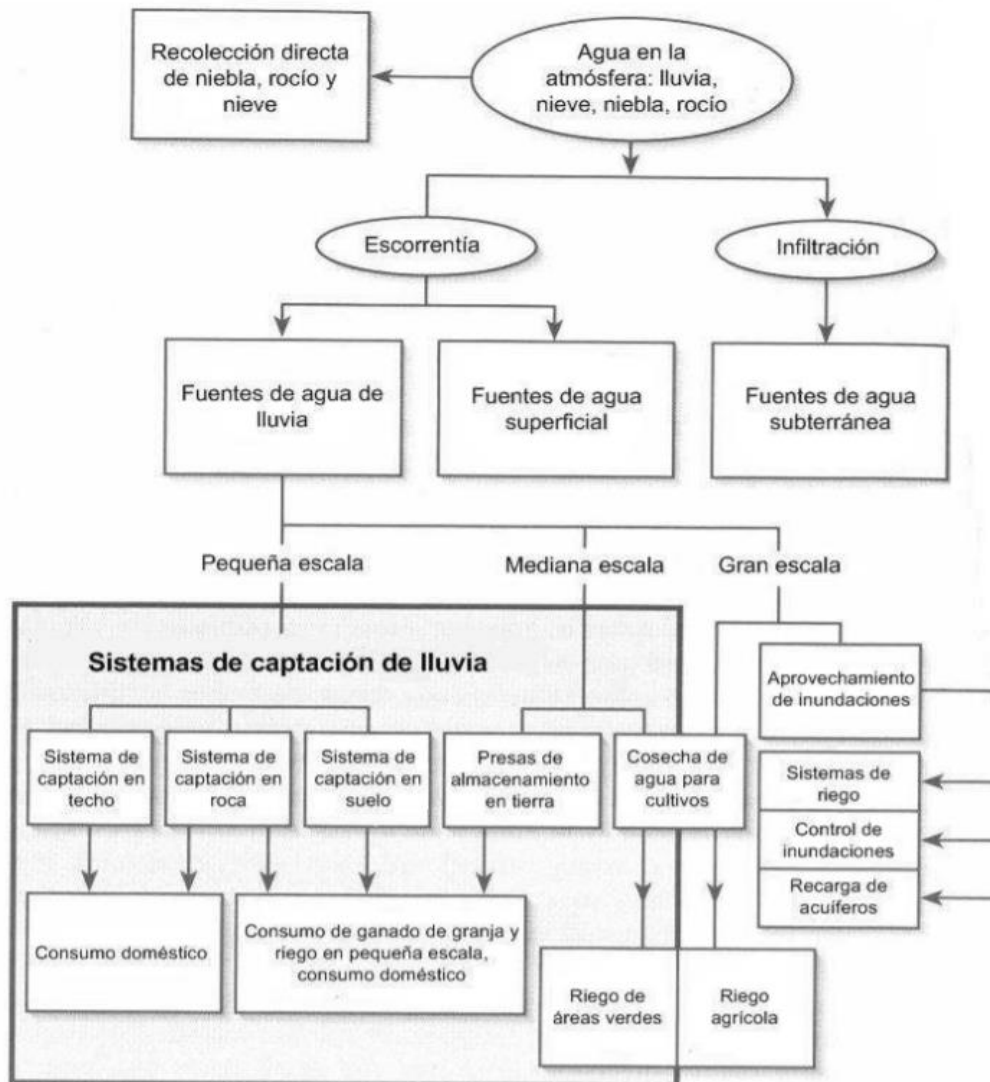 Recolección directa
de niebla, rocío y
nieve
Agua en la
atmósfera: lluvia,
nieve, niebla, rocío
Escorrentía
Infiltración
Fuentes de agua de
lluvia
Fuentes de agua
superficial
Fuentes de agua
subterránea
Pequeña escala
Mediana escala
Gran escala
Sistemas de captación de lluvia
Aprovechamiento
de inundaciones
Sistema de
captación en
techo
Sistema de
captación en
roca
Sistema de
captación en
suelo
Presas de
almacenamiento
en tierra
Cosecha de
agua para
cultivos
Sistemas de
riego
Control de
inundaciones
Recarga de
acuíferos
Consumo doméstico
Consumo de ganado de granja y
riego en pequeña escala,
consumo doméstico
Riego de
áreas verdes
Riego
agrícola